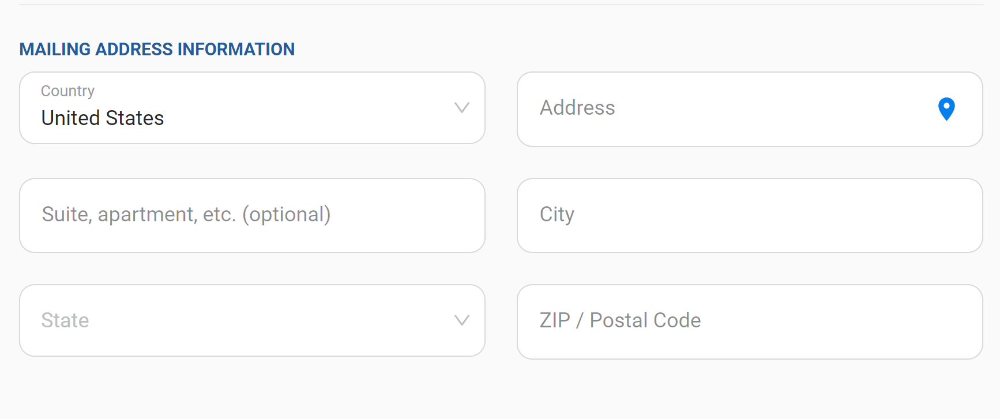 MAILING ADDRESS INFORMATION
Country
United States
Address
Suite, apartment, etc. (optional)
City
State
ZIP / Postal Code